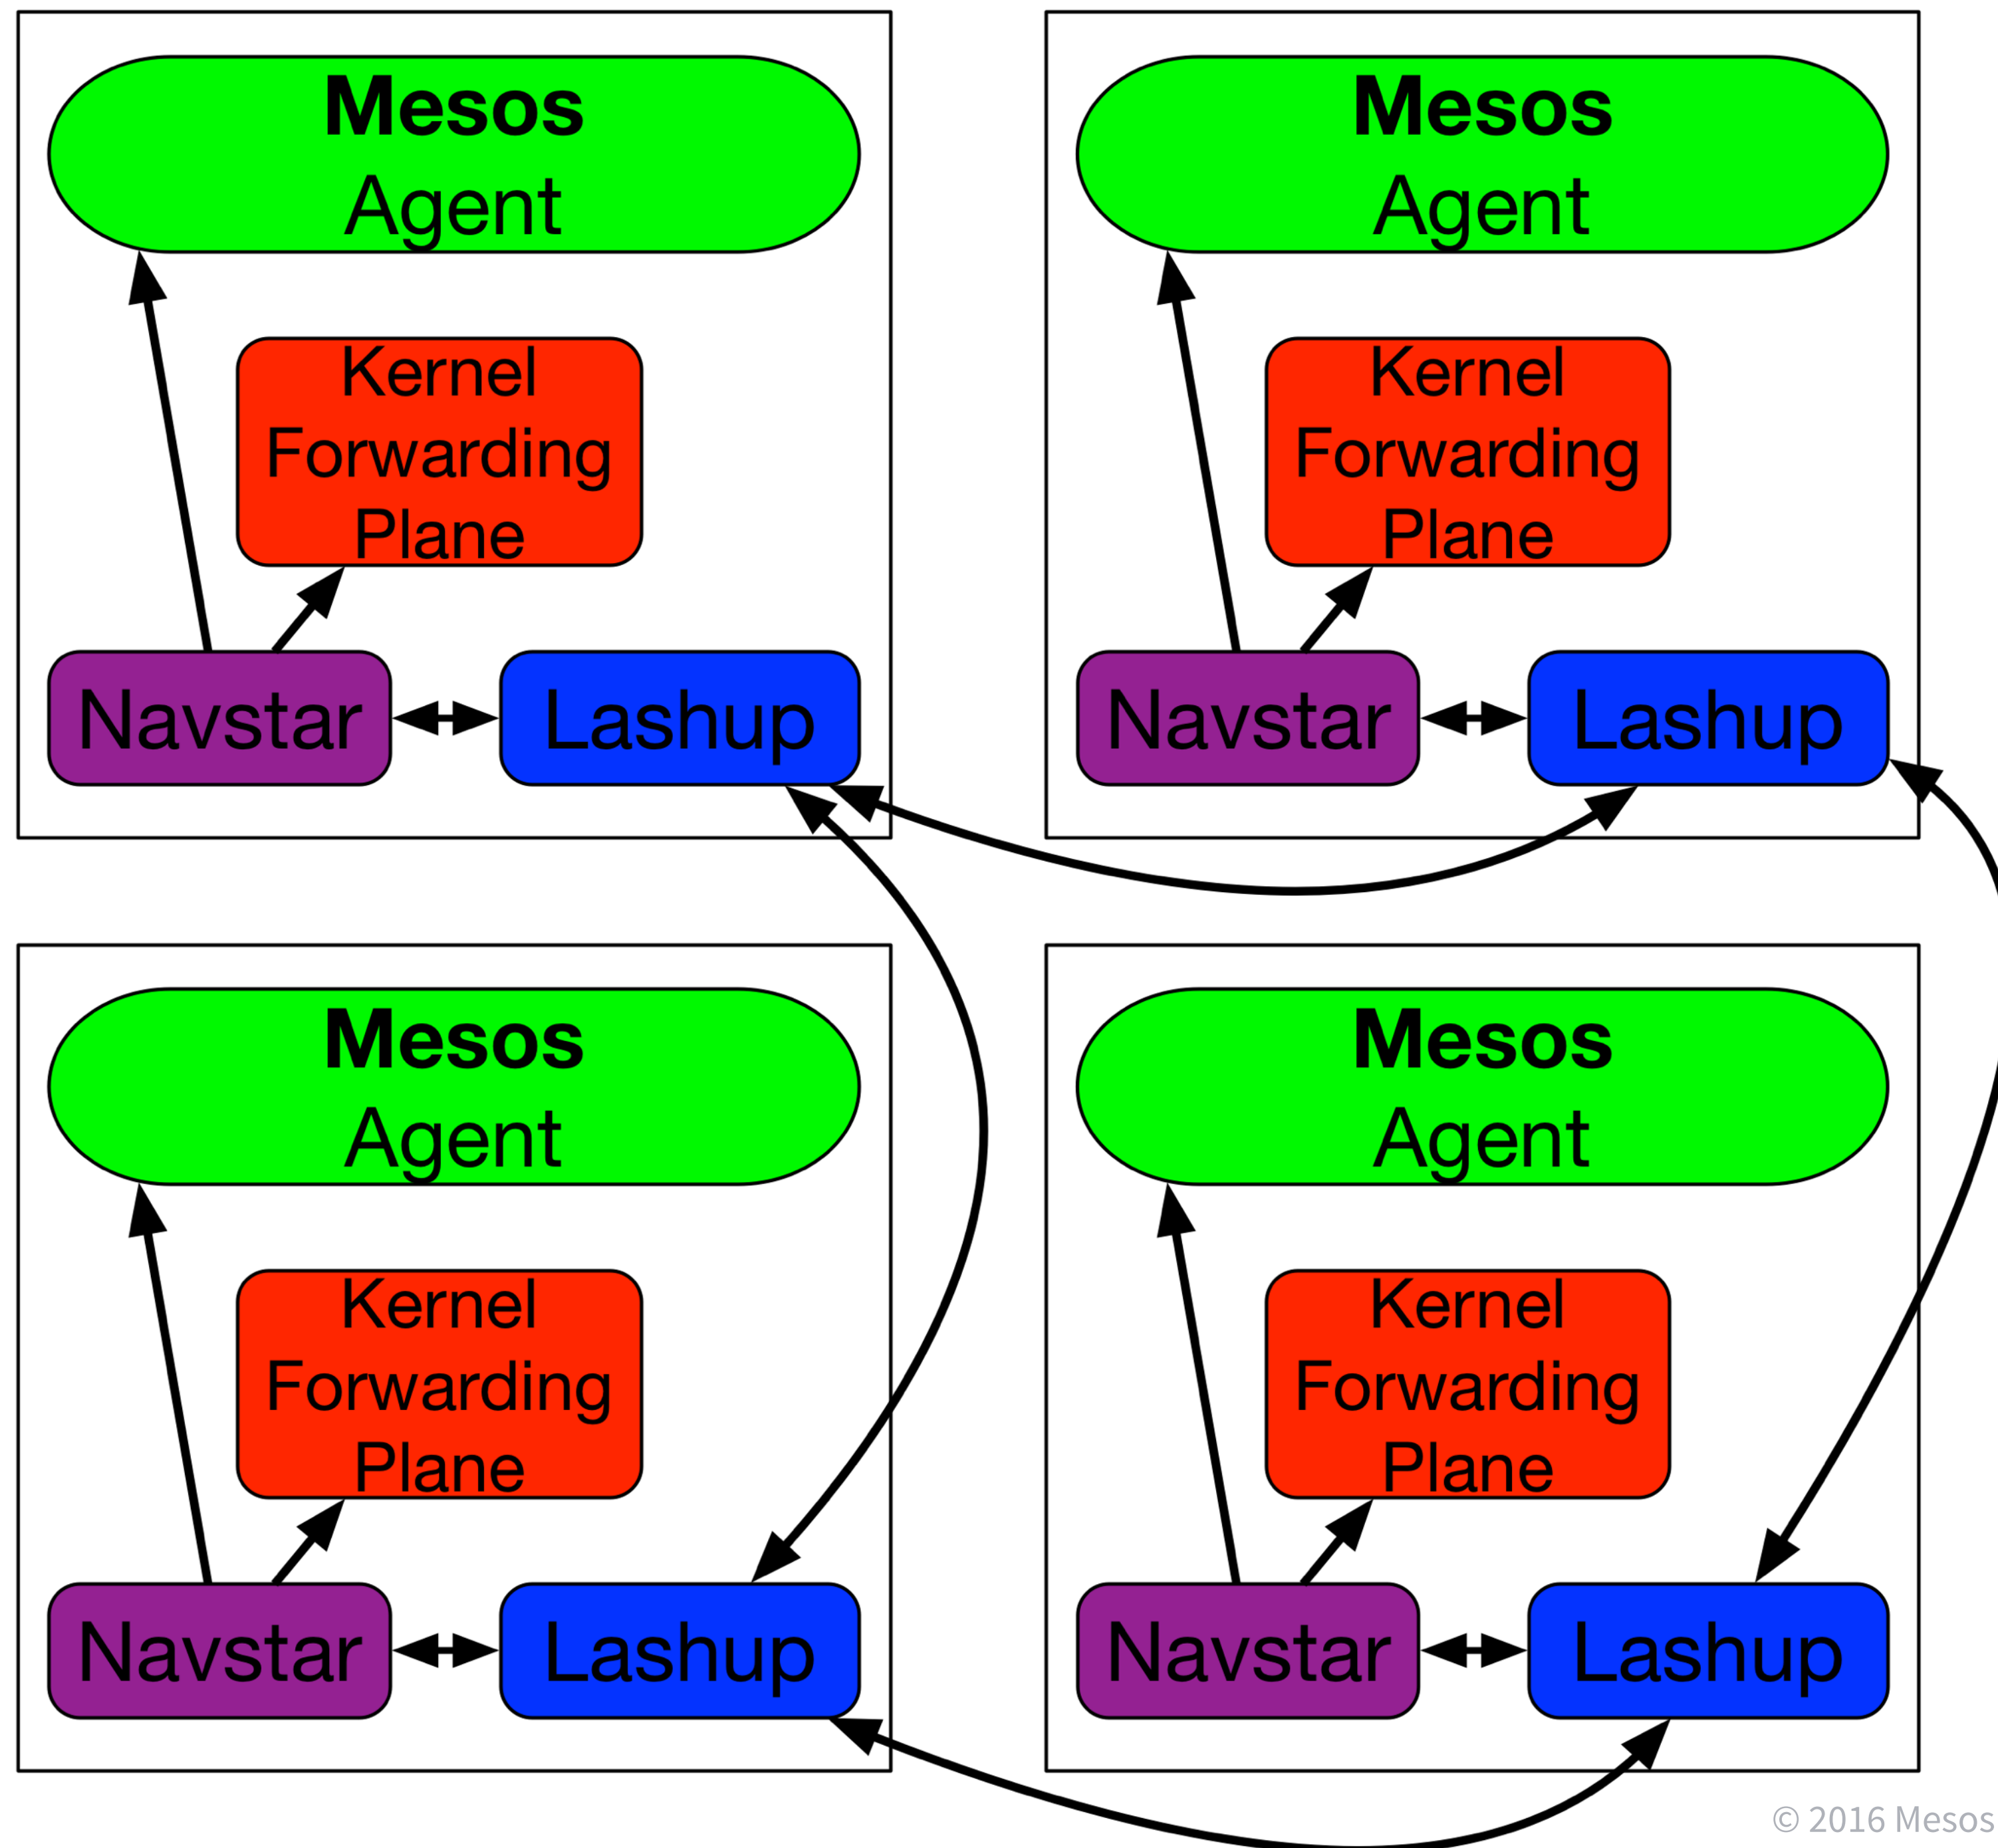 Mesos
Agent
Kernel
Forwarding
Plane
Navstar
Lashup
Mesos
Agent
Kernel
Forwarding
Plane
Navstar
Lashup
Mesos
Agent
Kernel
Forwarding
Plane
Navstar
Lashup
Mesos
Agent
Kernel
Forwarding
Plane
Navstar
Lashup
© 2016 Mesos